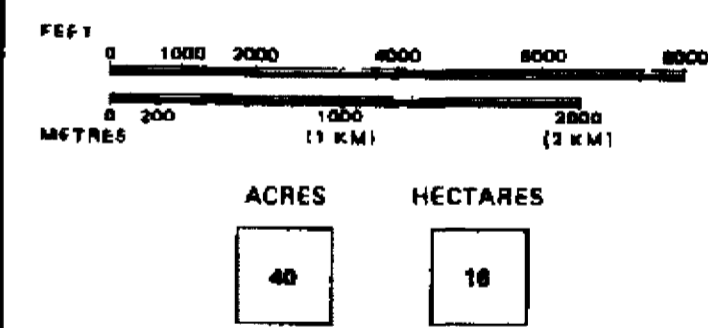 FEET
0 1000 2000 4000 6000 8000
0 200 1000 2000
METRES (1 KM) (2 KM)
ACRES HECTARES
40 16